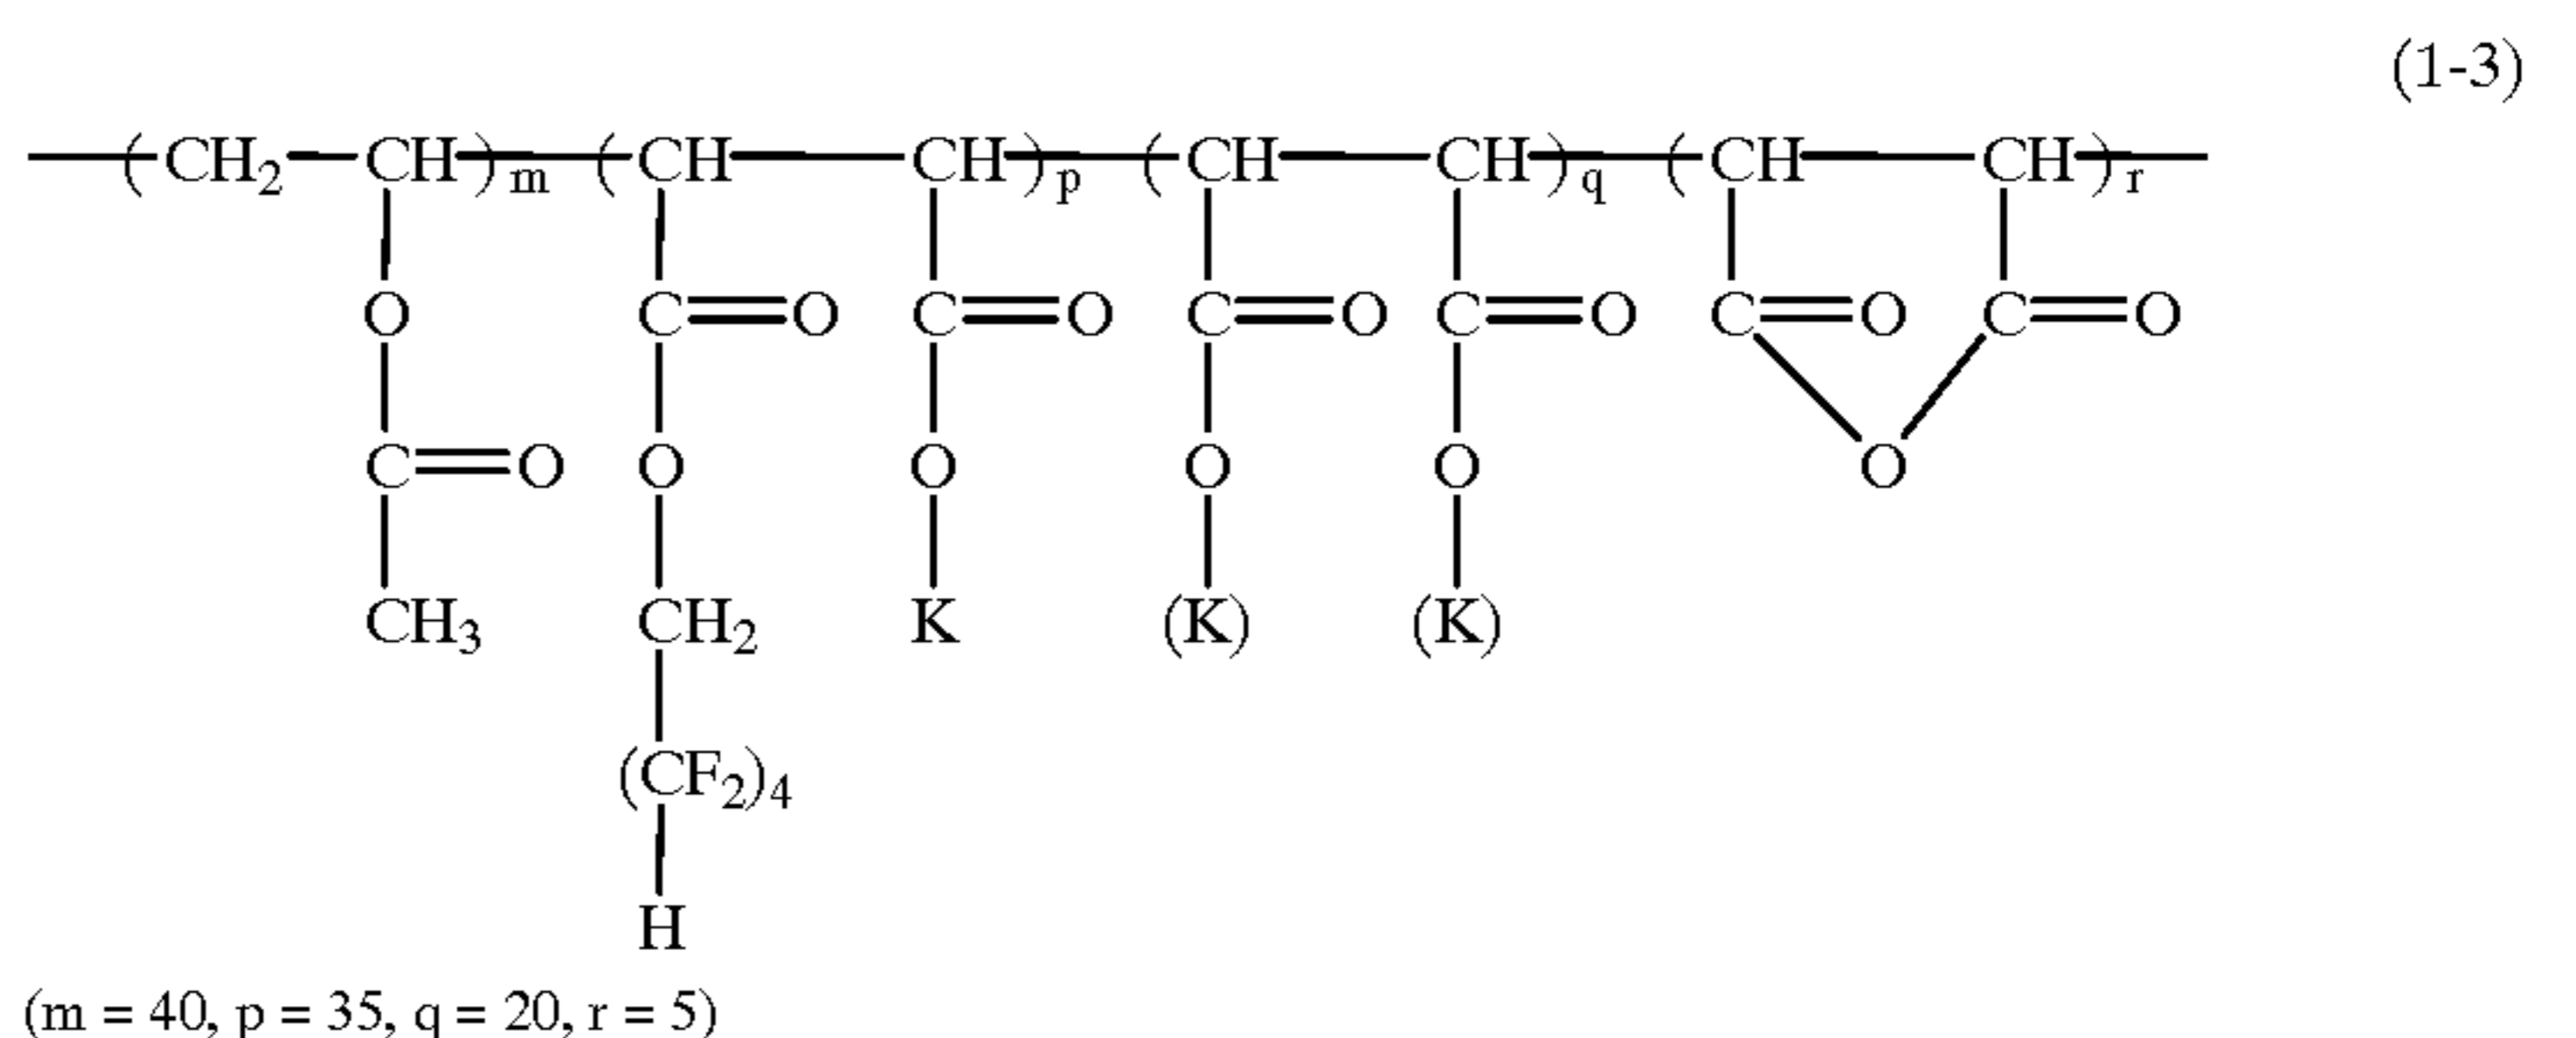 (1-3)
—(CH₂—CH)m—(CH—CH)p—(CH—CH)q—(CH—CH)r—
O C=O C=O C=O C=O C=O C=O
C=O O O O O O
CH₃ CH₂ K (K) (K)
(CF₂)₄
H
(m = 40, p = 35, q = 20, r = 5)